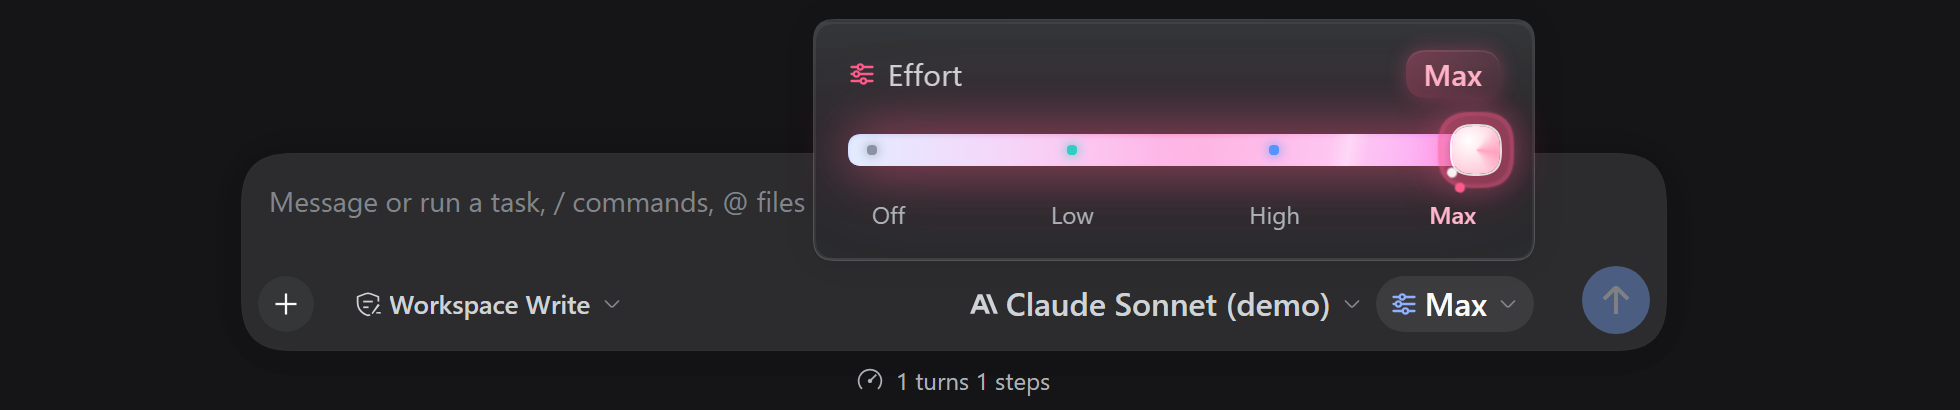 Effort
Max
Off
Low
High
Max
Message or run a task, / commands, @ files
Workspace Write
Claude Sonnet (demo)
Max
1 turns 1 steps